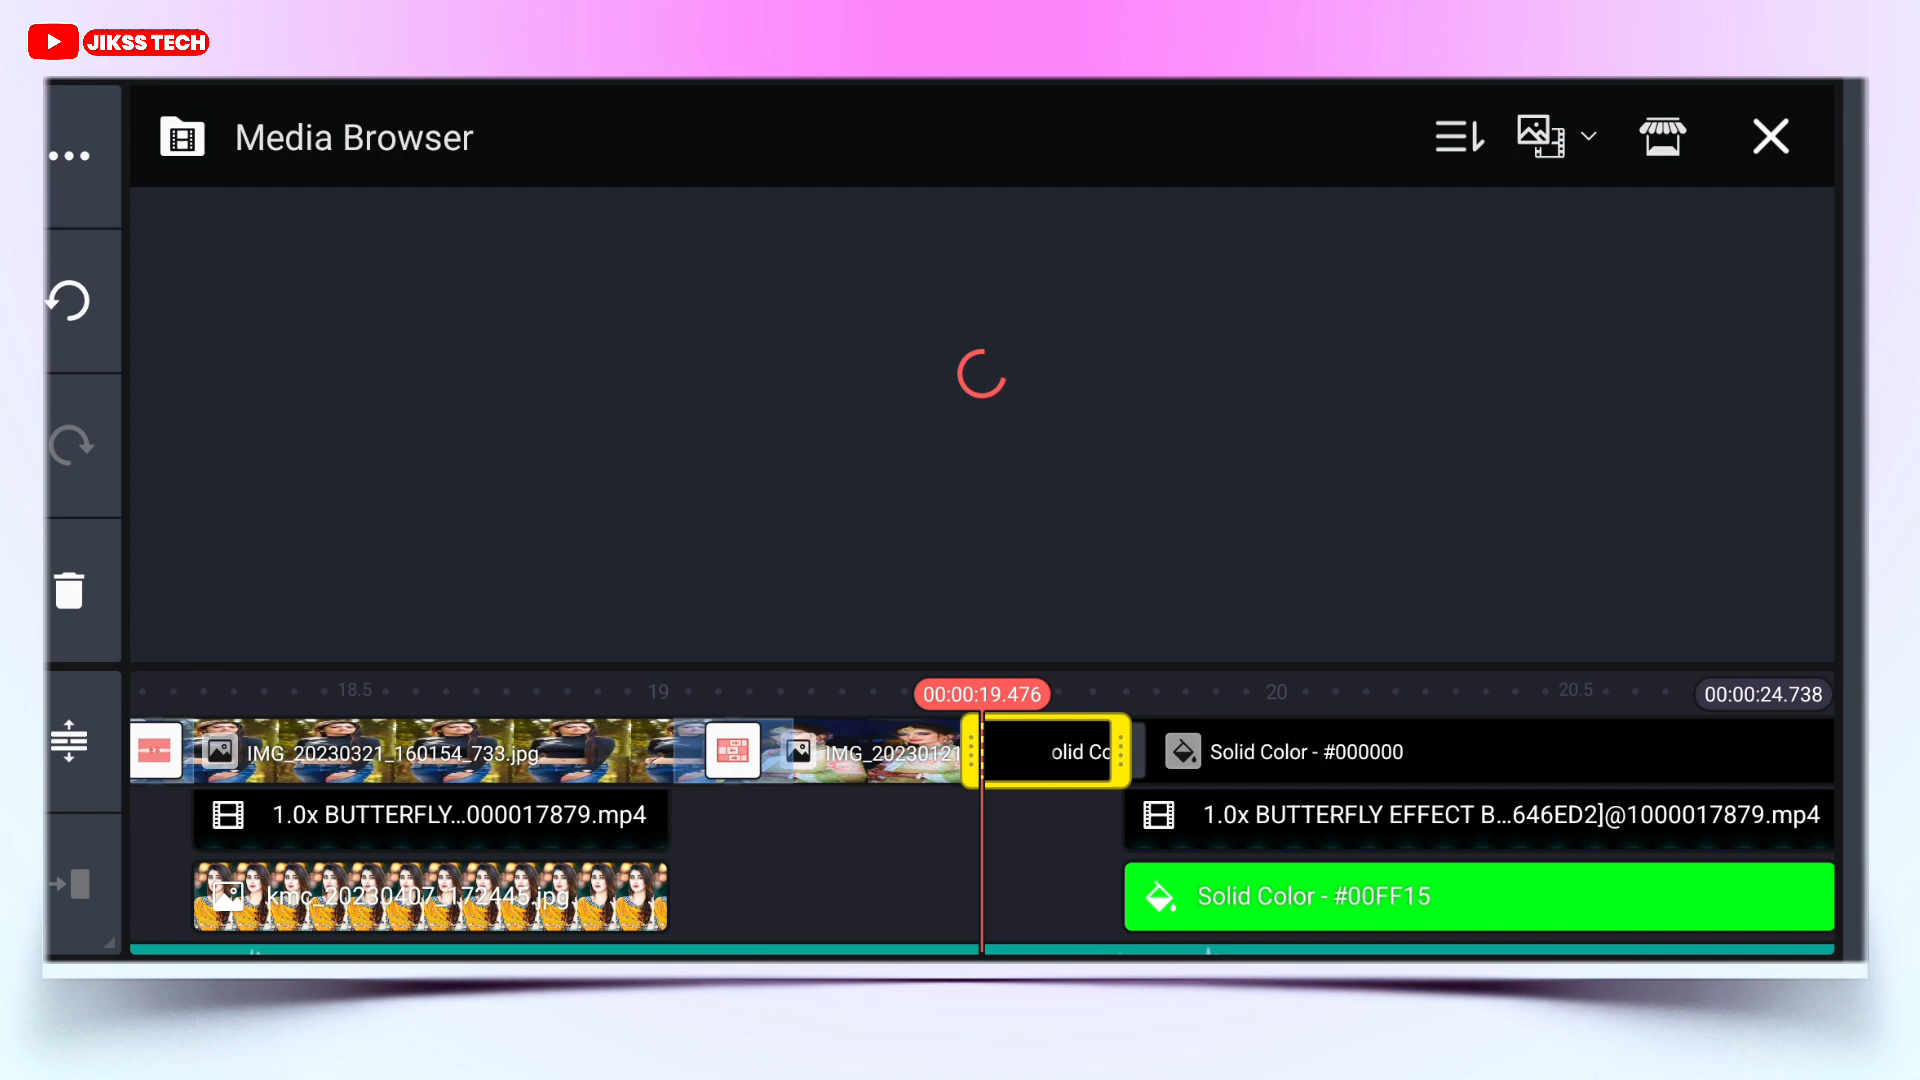 JIKSS TECH
Media Browser
18.5 19 00:00:19.476 20 20.5 00:00:24.738
IMG_20230321_160154_733.jpg IMG_20230121 olid Co Solid Color - #000000
1.0x BUTTERFLY...000017879.mp4 1.0x BUTTERFLY EFFECT B...646ED2]@1000017879.mp4
kmc_20230407_172445.jpg Solid Color - #00FF15